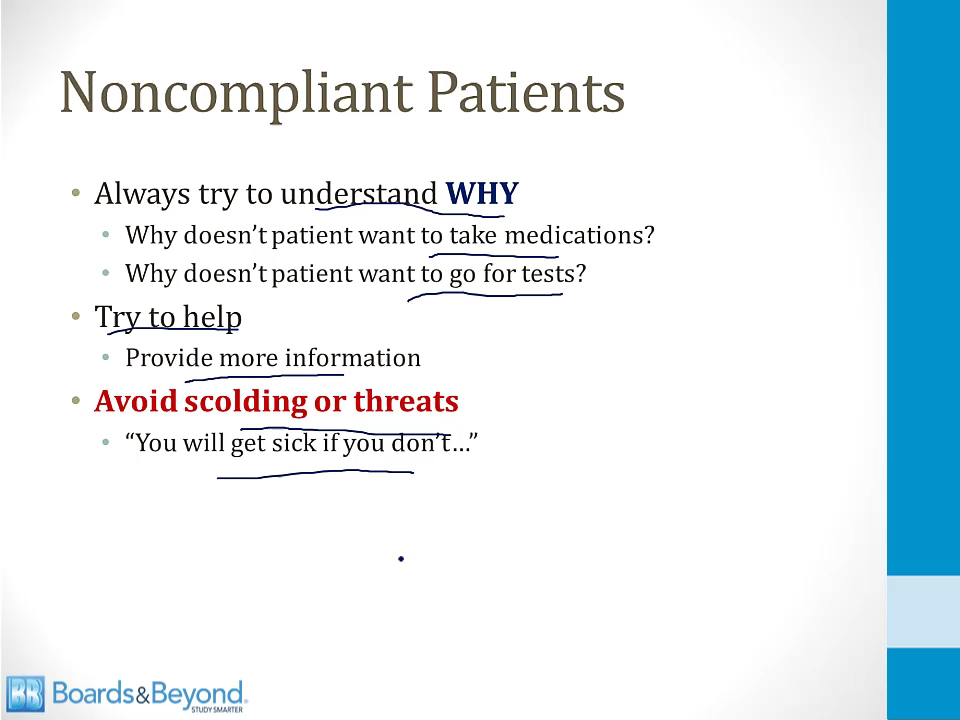 Noncompliant Patients
• Always try to understand WHY
• Why doesn't patient want to take medications?
• Why doesn't patient want to go for tests?
• Try to help
• Provide more information
• Avoid scolding or threats
• “You will get sick if you don't…”
BB Boards&Beyond.
STUDY SMARTER